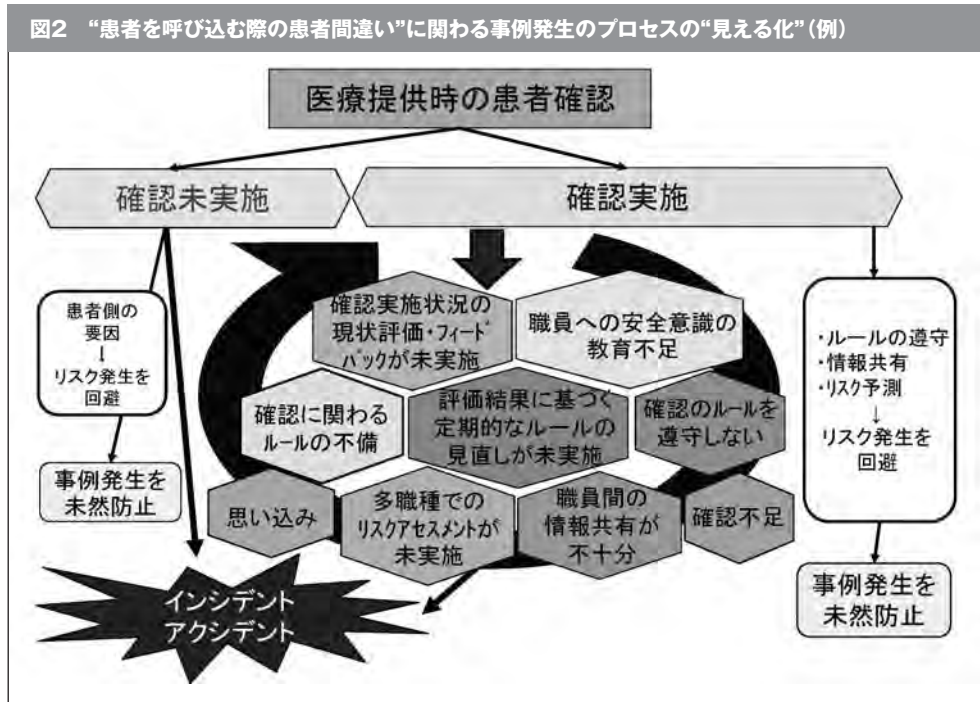 図2 “患者を呼び込む際の患者間違い”に関わる事例発生のプロセスの“見える化”（例）
医療提供時の患者確認
確認未実施
確認実施
患者側の
要因
↓
リスク発生を
回避
事例発生を
未然防止
確認実施状況の
現状評価・フィード
バックが未実施
職員への安全意識の
教育不足
確認に関わる
ルールの不備
評価結果に基づく
定期的なルールの
見直しが未実施
確認のルールを
遵守しない
思い込み
多職種での
リスクアセスメントが
未実施
職員間の
情報共有が
不十分
確認不足
インシデント
アクシデント
・ルールの遵守
・情報共有
・リスク予測
↓
リスク発生を
回避
事例発生を
未然防止